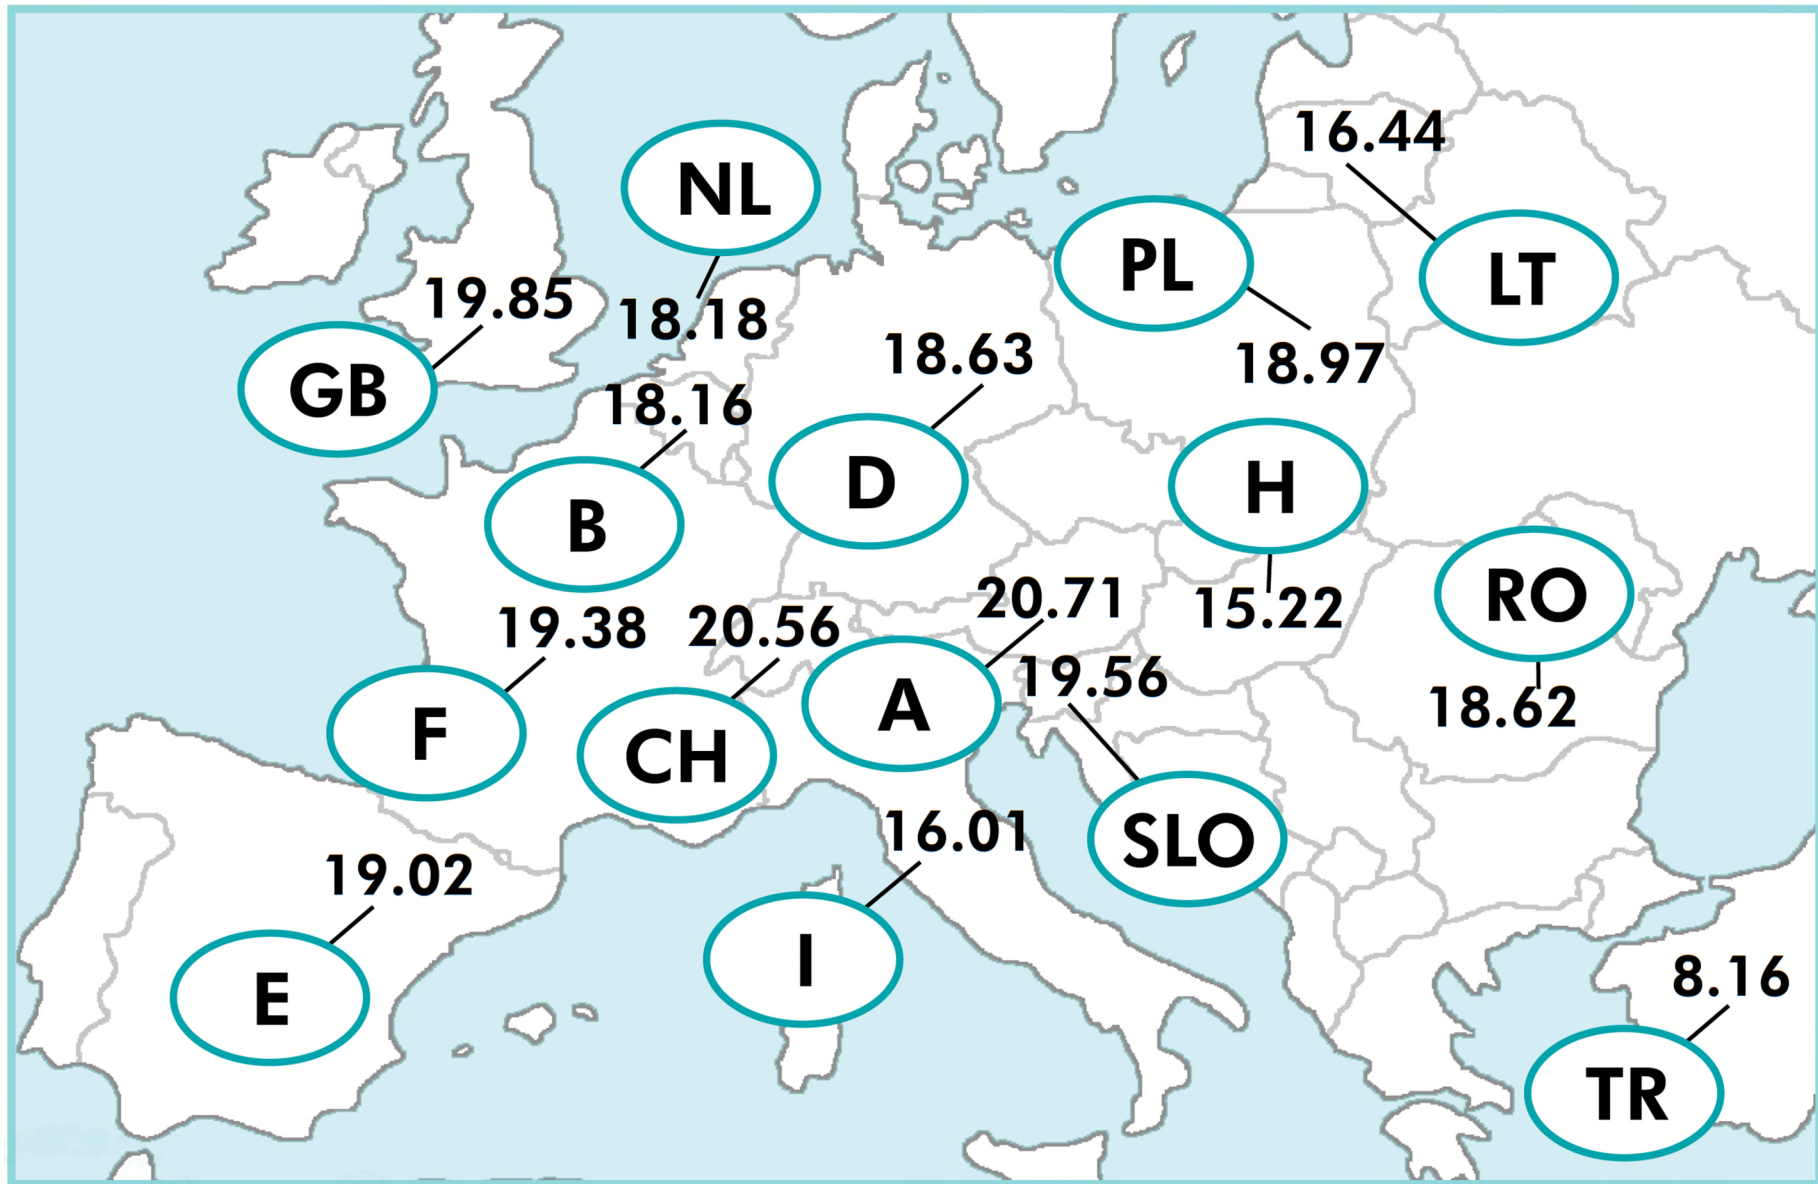 16.44
NL
PL
LT
19.85
18.18
18.63
18.97
GB
18.16
D
H
B
20.71
15.22
RO
19.38
20.56
19.56
18.62
F
CH
A
16.01
SLO
19.02
I
8.16
E
TR